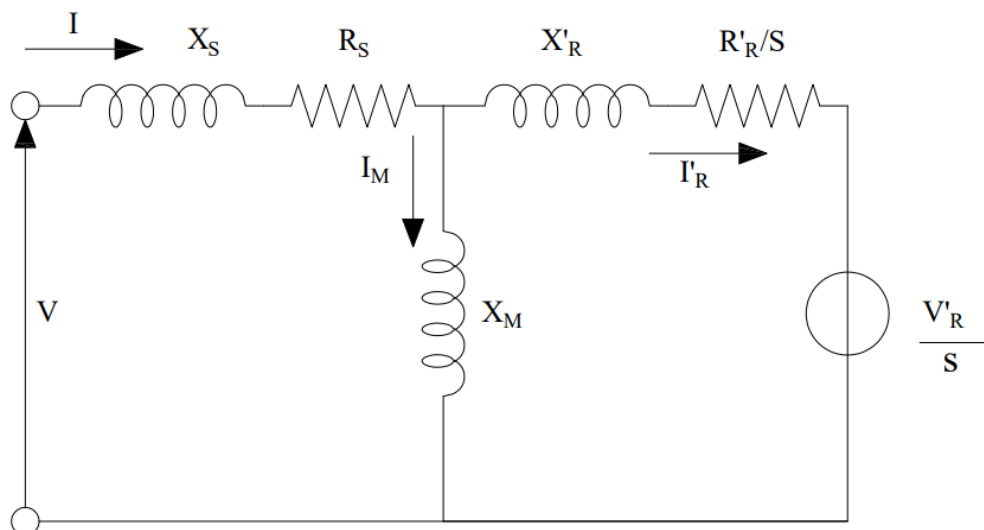 I
X_S
R_S
X'_R
R'_R/S
I_M
I'_R
V
X_M
V'_R
s